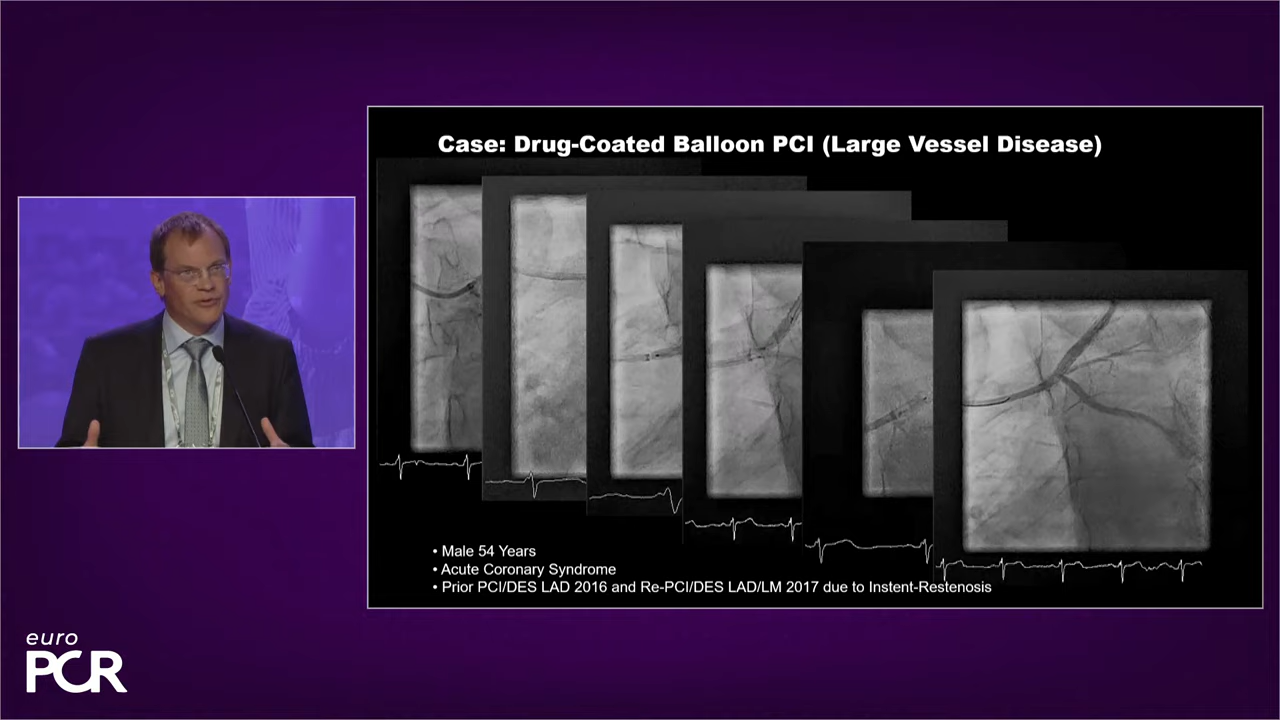 Case: Drug-Coated Balloon PCI (Large Vessel Disease)
• Male 54 Years
• Acute Coronary Syndrome
• Prior PCI/DES LAD 2016 and Re-PCI/DES LAD/LM 2017 due to Instent-Restenosis
euro
PCR